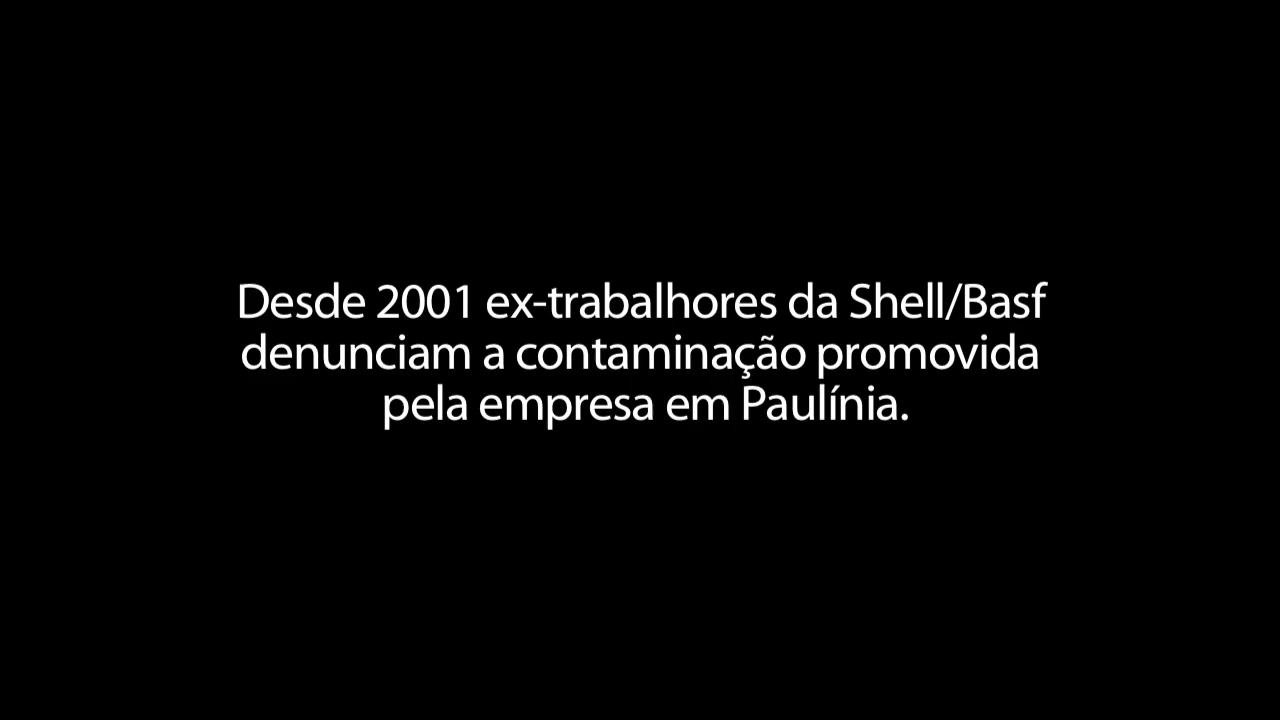 Desde 2001 ex-trabalhores da Shell/Basf
denunciam a contaminação promovida
pela empresa em Paulínia.